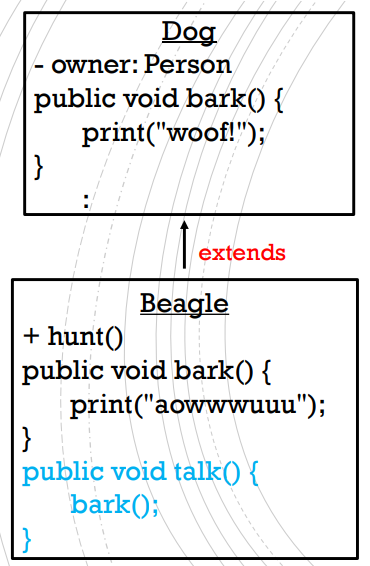 Dog
- owner: Person
public void bark() {
print("woof!");
}
:
extends
Beagle
+ hunt()
public void bark() {
print("aowwwuuu");
}
public void talk() {
bark();
}